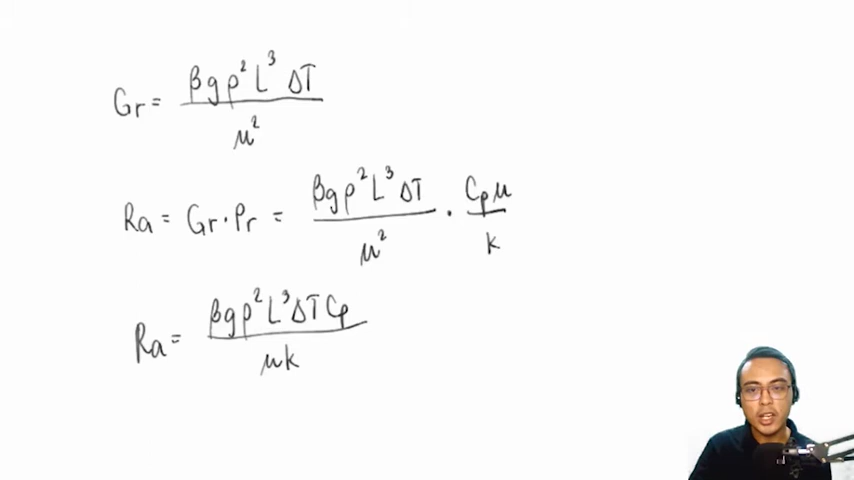 Gr = βgρ²L³ΔT / μ²
Ra = Gr·Pr = βgρ²L³ΔT / μ² · Cpμ / k
Ra = βgρ²L³ΔTCp / μk